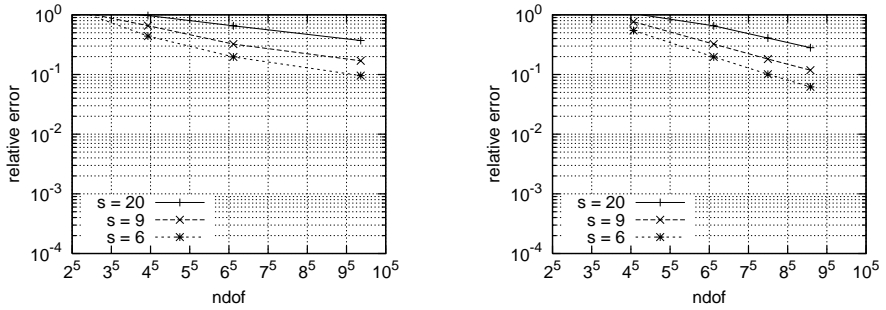 10^0
10^-1
10^-2
10^-3
10^-4
relative error
s = 20
s = 9
s = 6
2^5 3^5 4^5 5^5 6^5 7^5 8^5 9^5 10^5
ndof
10^0
10^-1
10^-2
10^-3
10^-4
relative error
s = 20
s = 9
s = 6
2^5 3^5 4^5 5^5 6^5 7^5 8^5 9^5 10^5
ndof